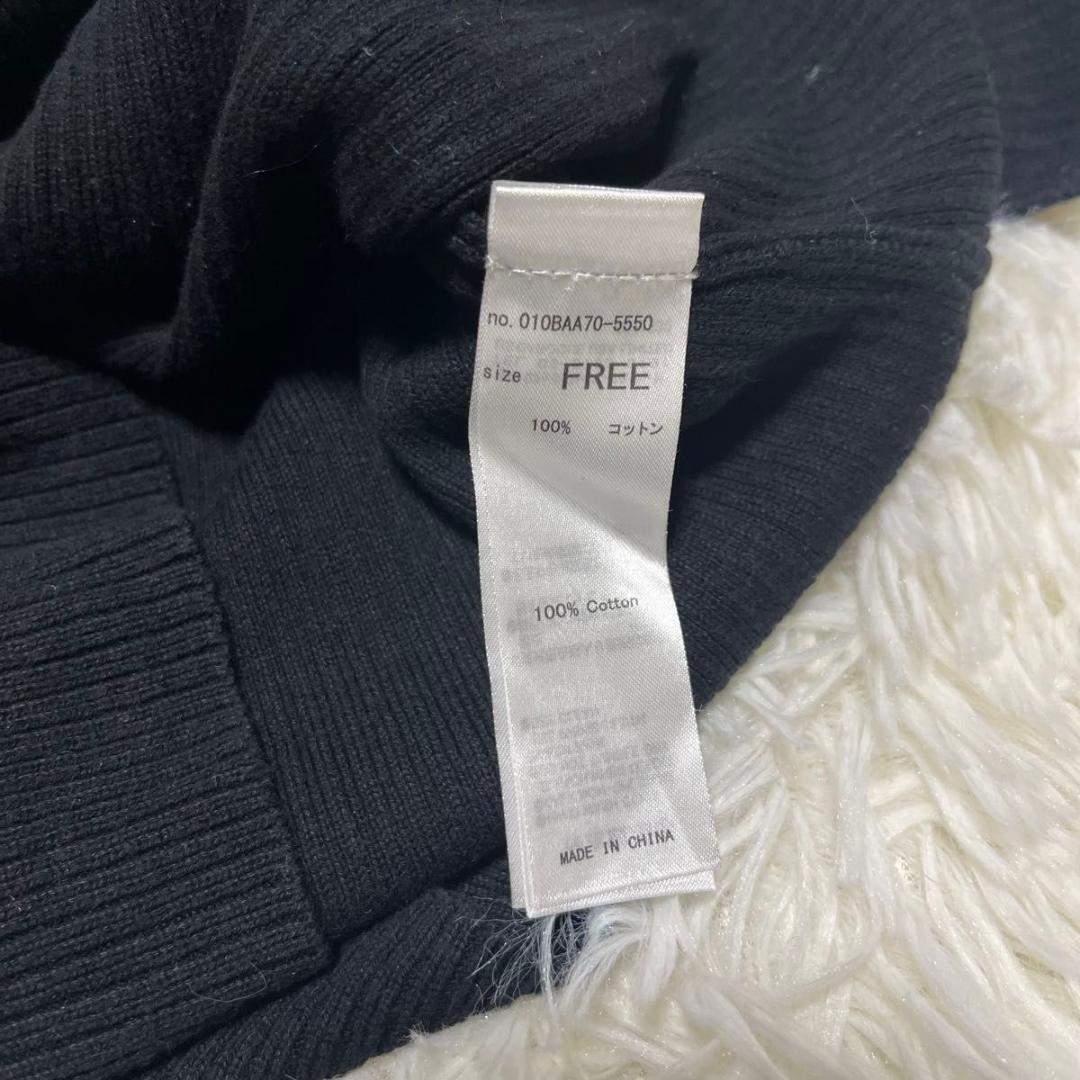 no. 010BAA70-5550
size FREE
100% コットン
100% Cotton
MADE IN CHINA